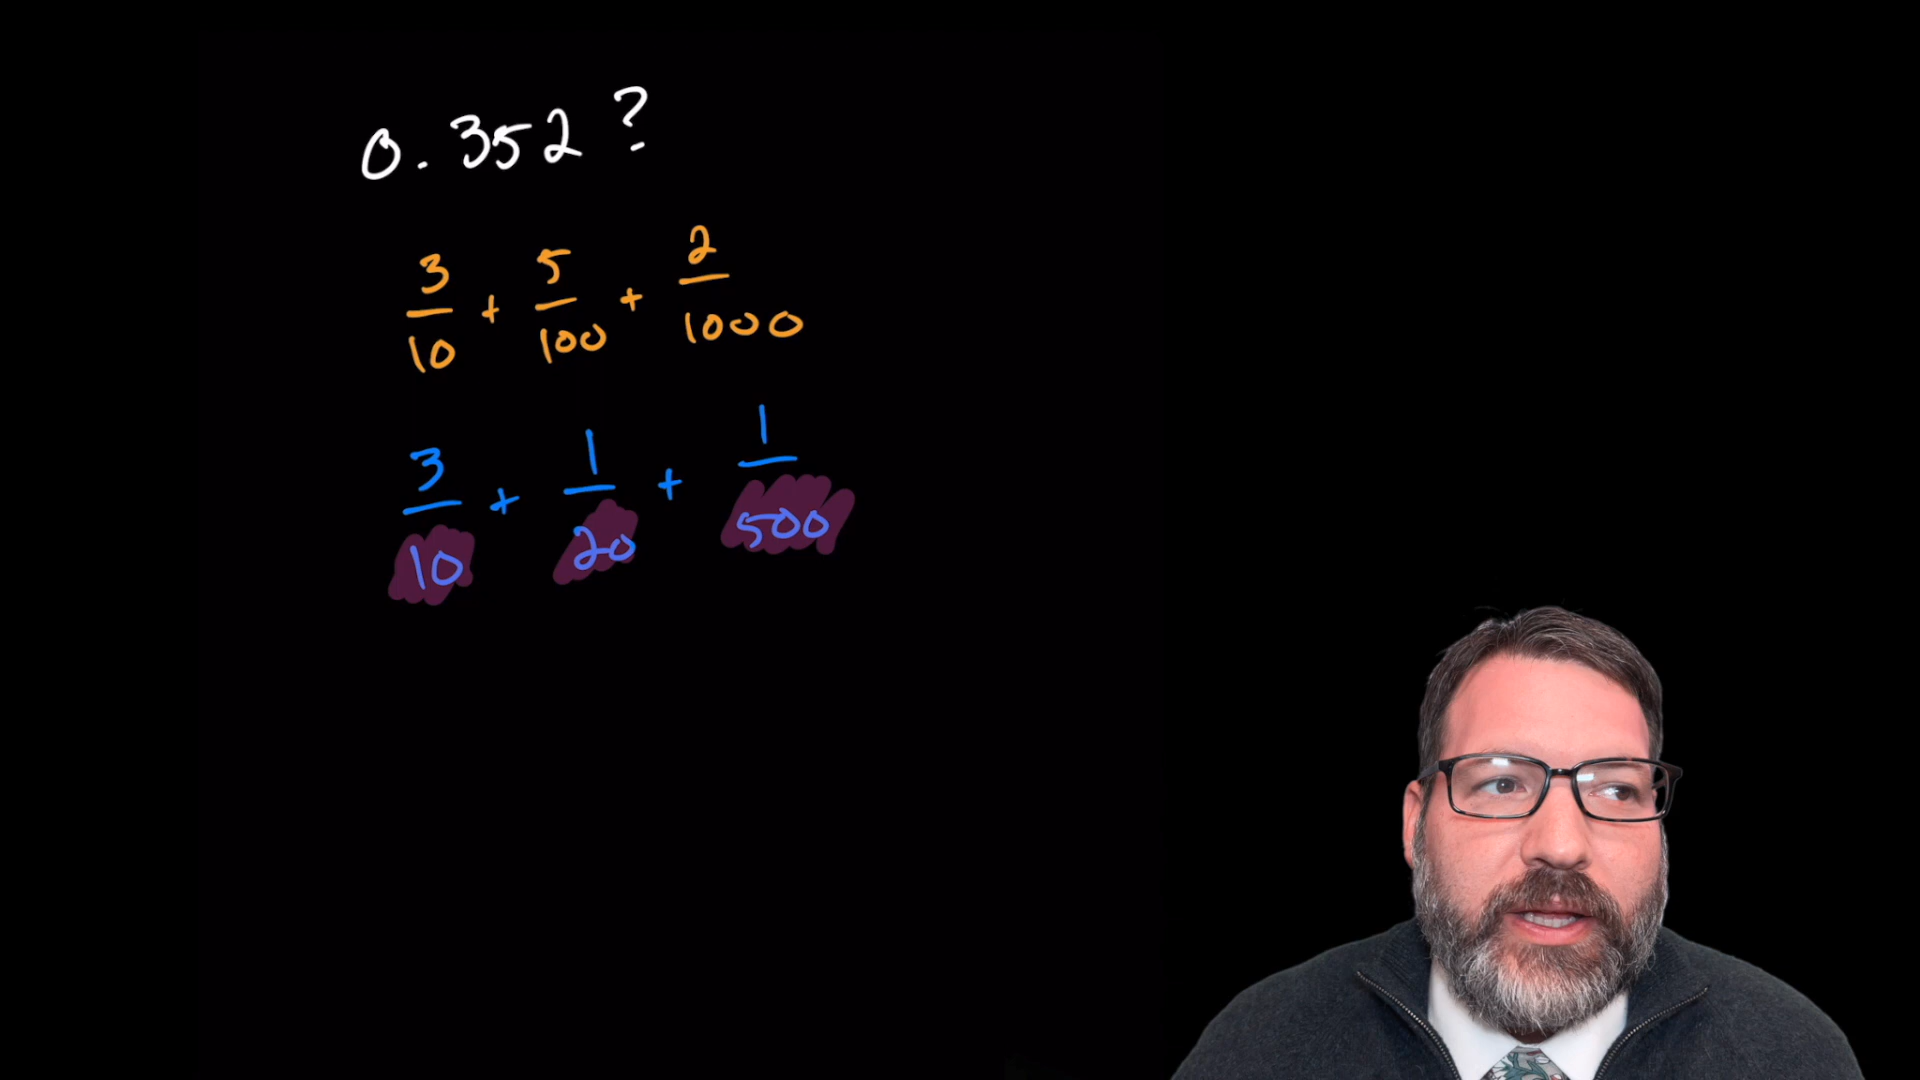 0.352?
3/10 + 5/100 + 2/1000
3/10 + 1/20 + 1/500